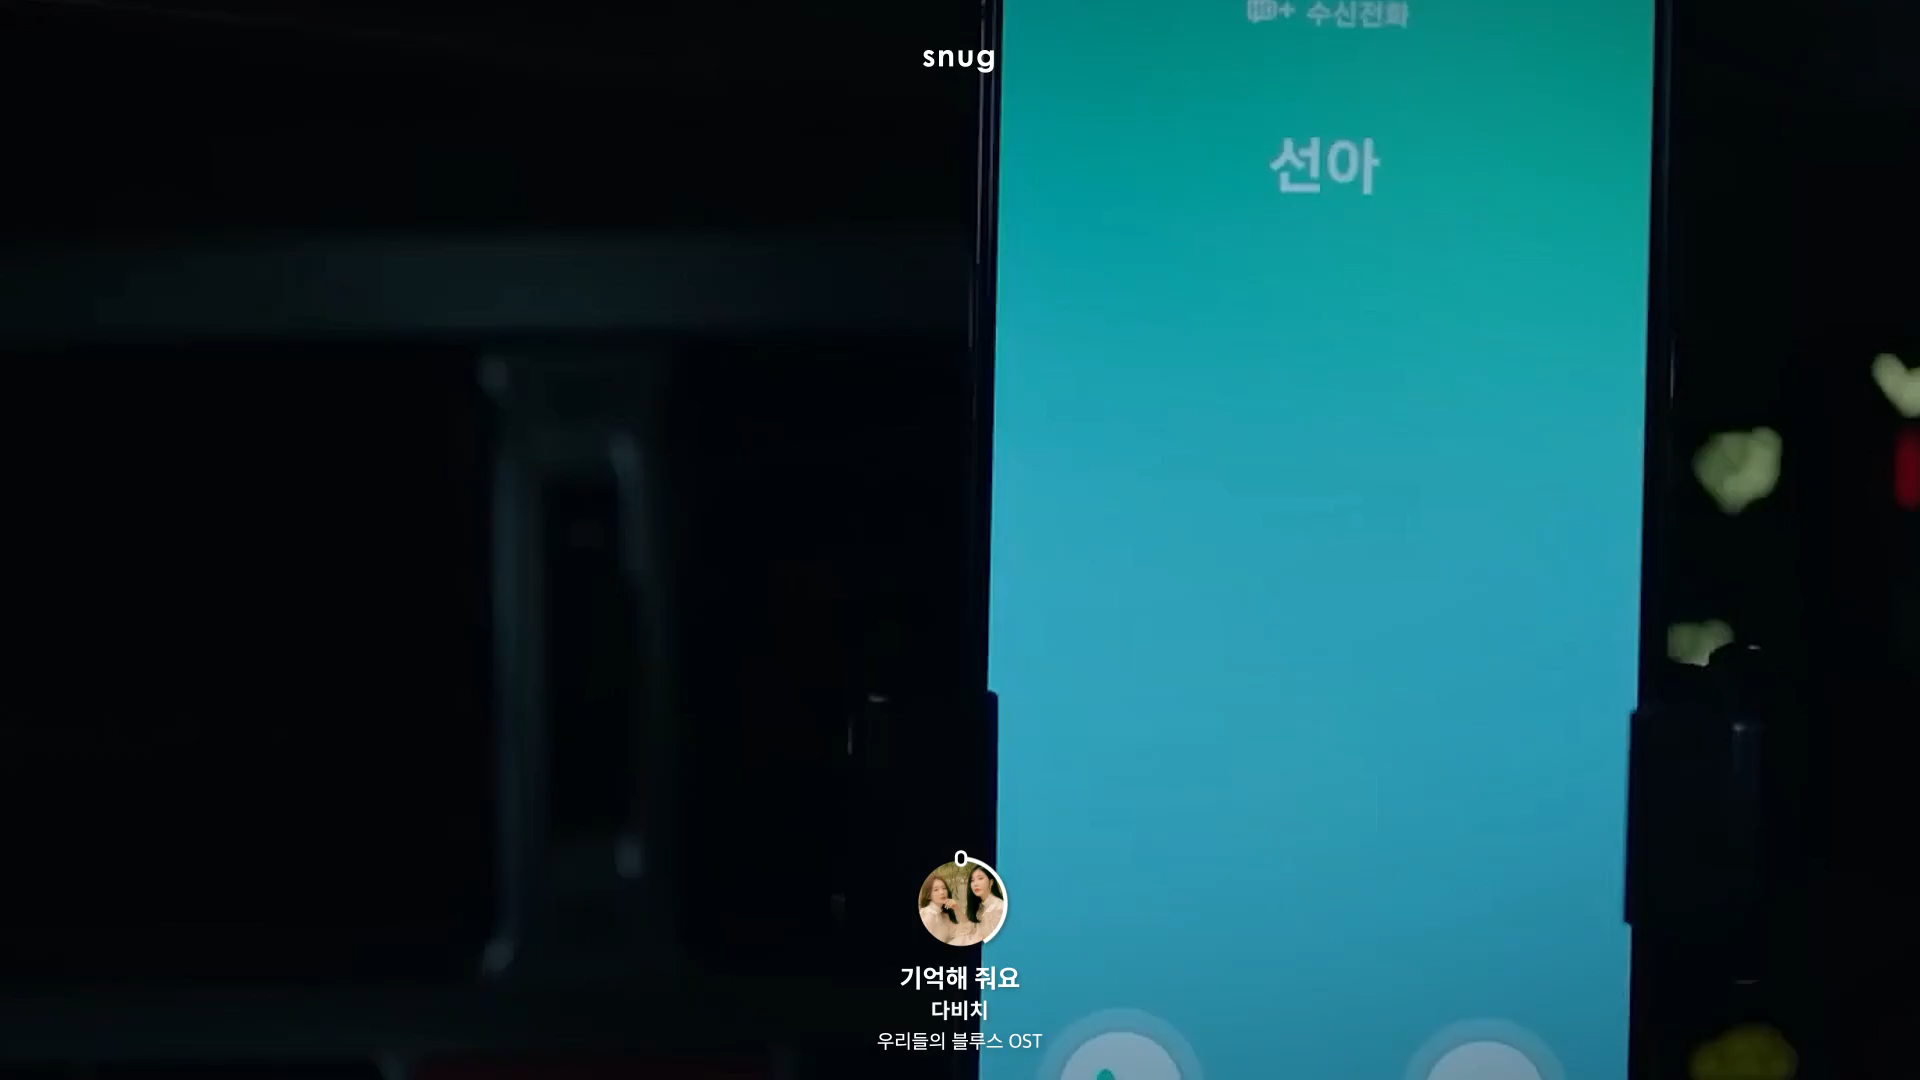 HD+ 수신전화
snug
선아
기억해 줘요
다비치
우리들의 블루스 OST